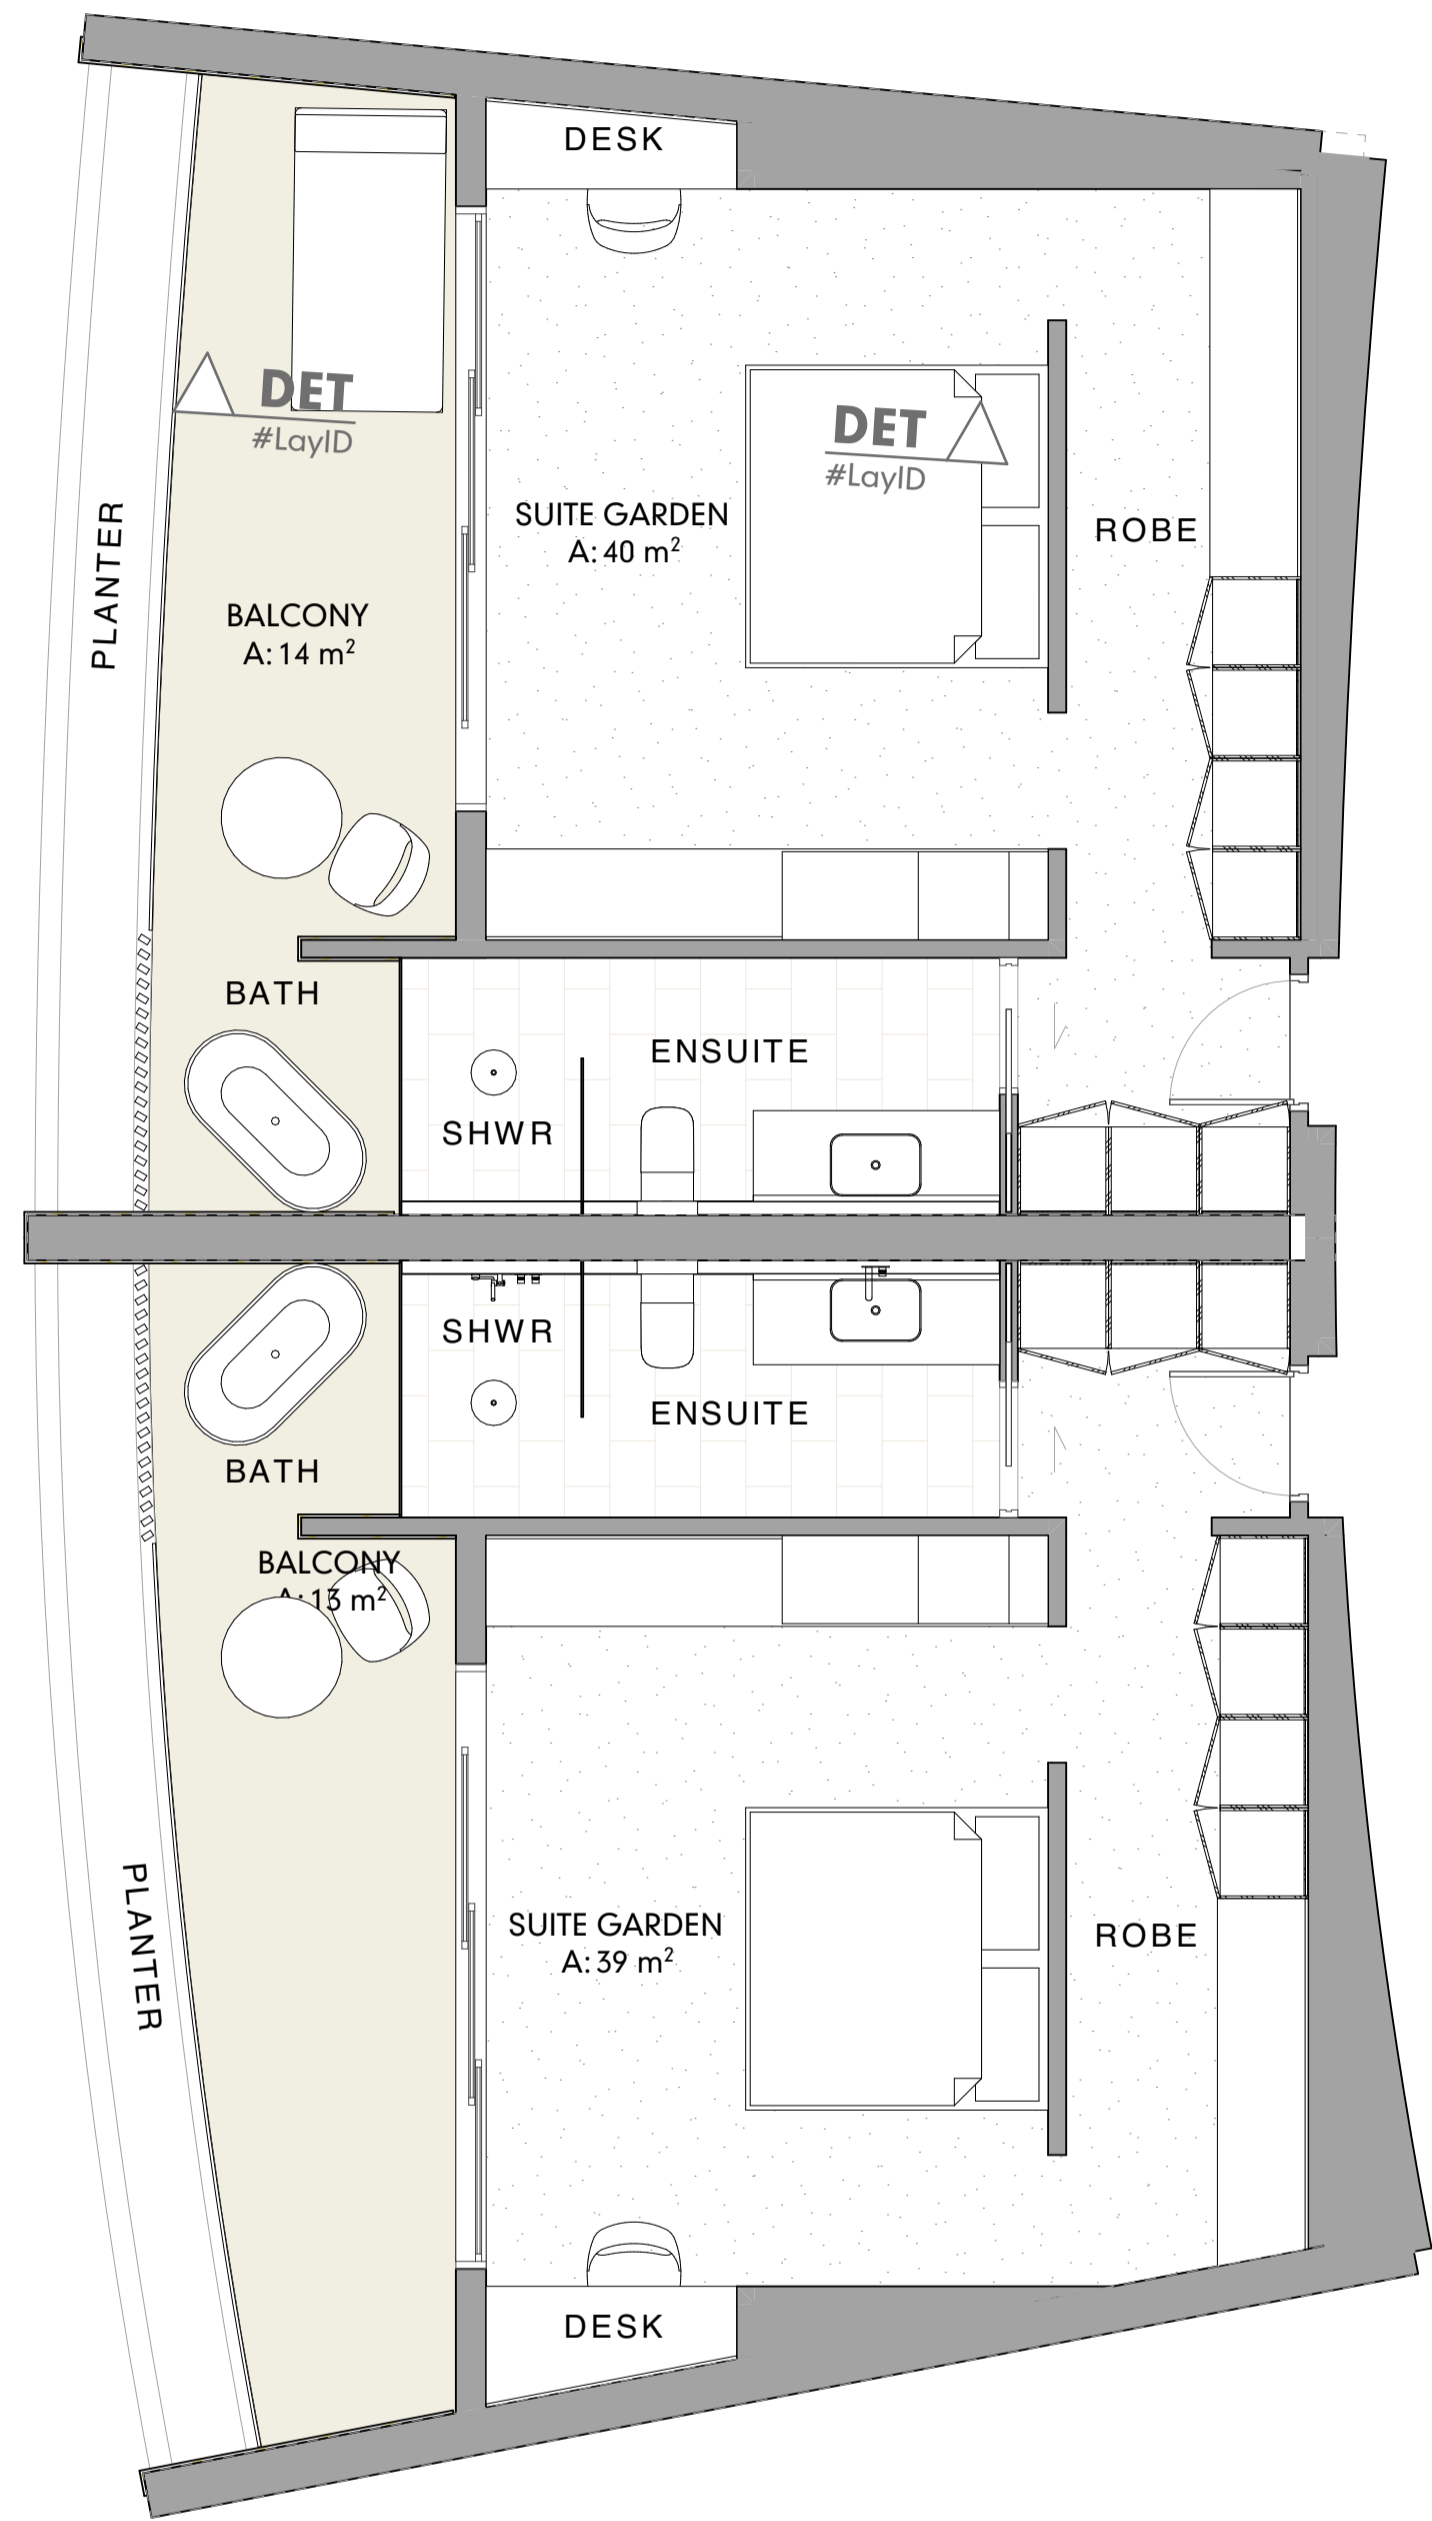 DESK
DET
#LayID
DET
#LayID
PLANTER
SUITE GARDEN
A: 40 m²
ROBE
BALCONY
A: 14 m²
BATH
ENSUITE
SHWR
SHWR
ENSUITE
BATH
BALCONY
A: 13 m²
PLANTER
SUITE GARDEN
A: 39 m²
ROBE
DESK